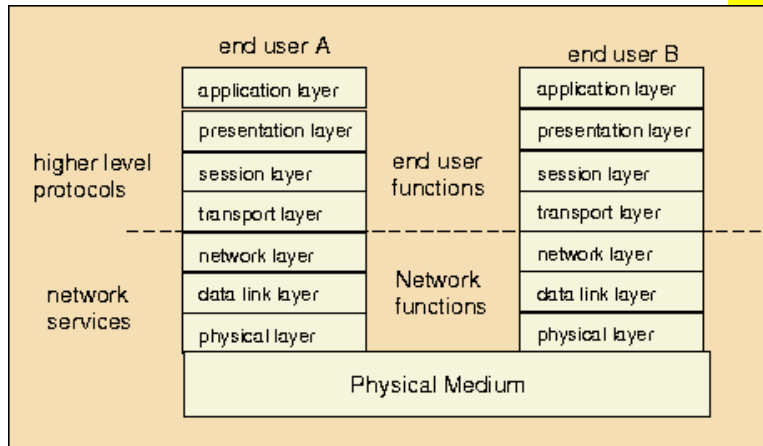 end user A
end user B
application layer
application layer
presentation layer
presentation layer
higher level
protocols
session layer
end user
functions
session layer
transport layer
transport layer
network layer
network layer
network
services
data link layer
Network
functions
data link layer
physical layer
physical layer
Physical Medium